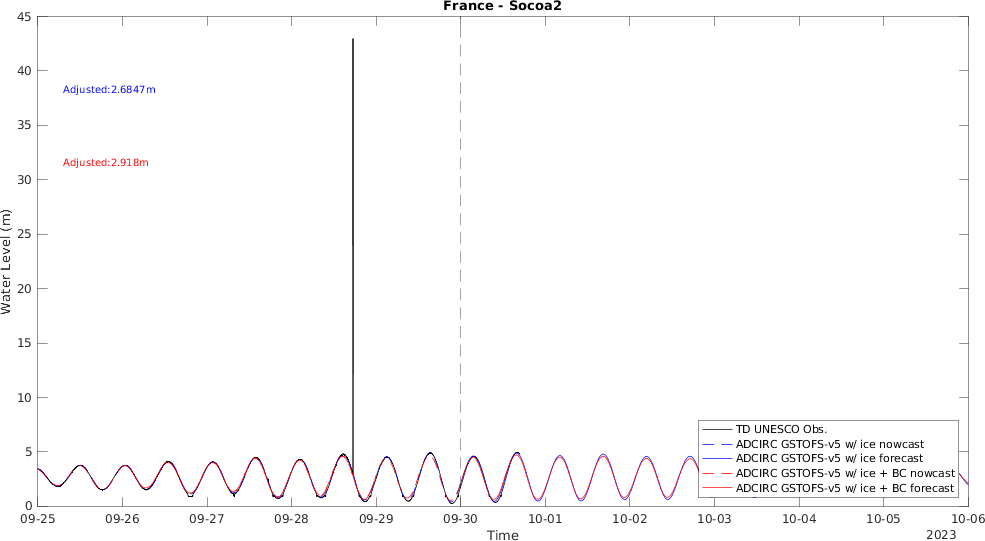 France - Socoa2
45
40
35
30
25
20
15
10
5
0
Water Level (m)
Adjusted:2.6847m
Adjusted:2.918m
TD UNESCO Obs.
ADCIRC GSTOFS-v5 w/ ice nowcast
ADCIRC GSTOFS-v5 w/ ice forecast
ADCIRC GSTOFS-v5 w/ ice + BC nowcast
ADCIRC GSTOFS-v5 w/ ice + BC forecast
09-25 09-26 09-27 09-28 09-29 09-30 10-01 10-02 10-03 10-04 10-05 10-06
Time
2023